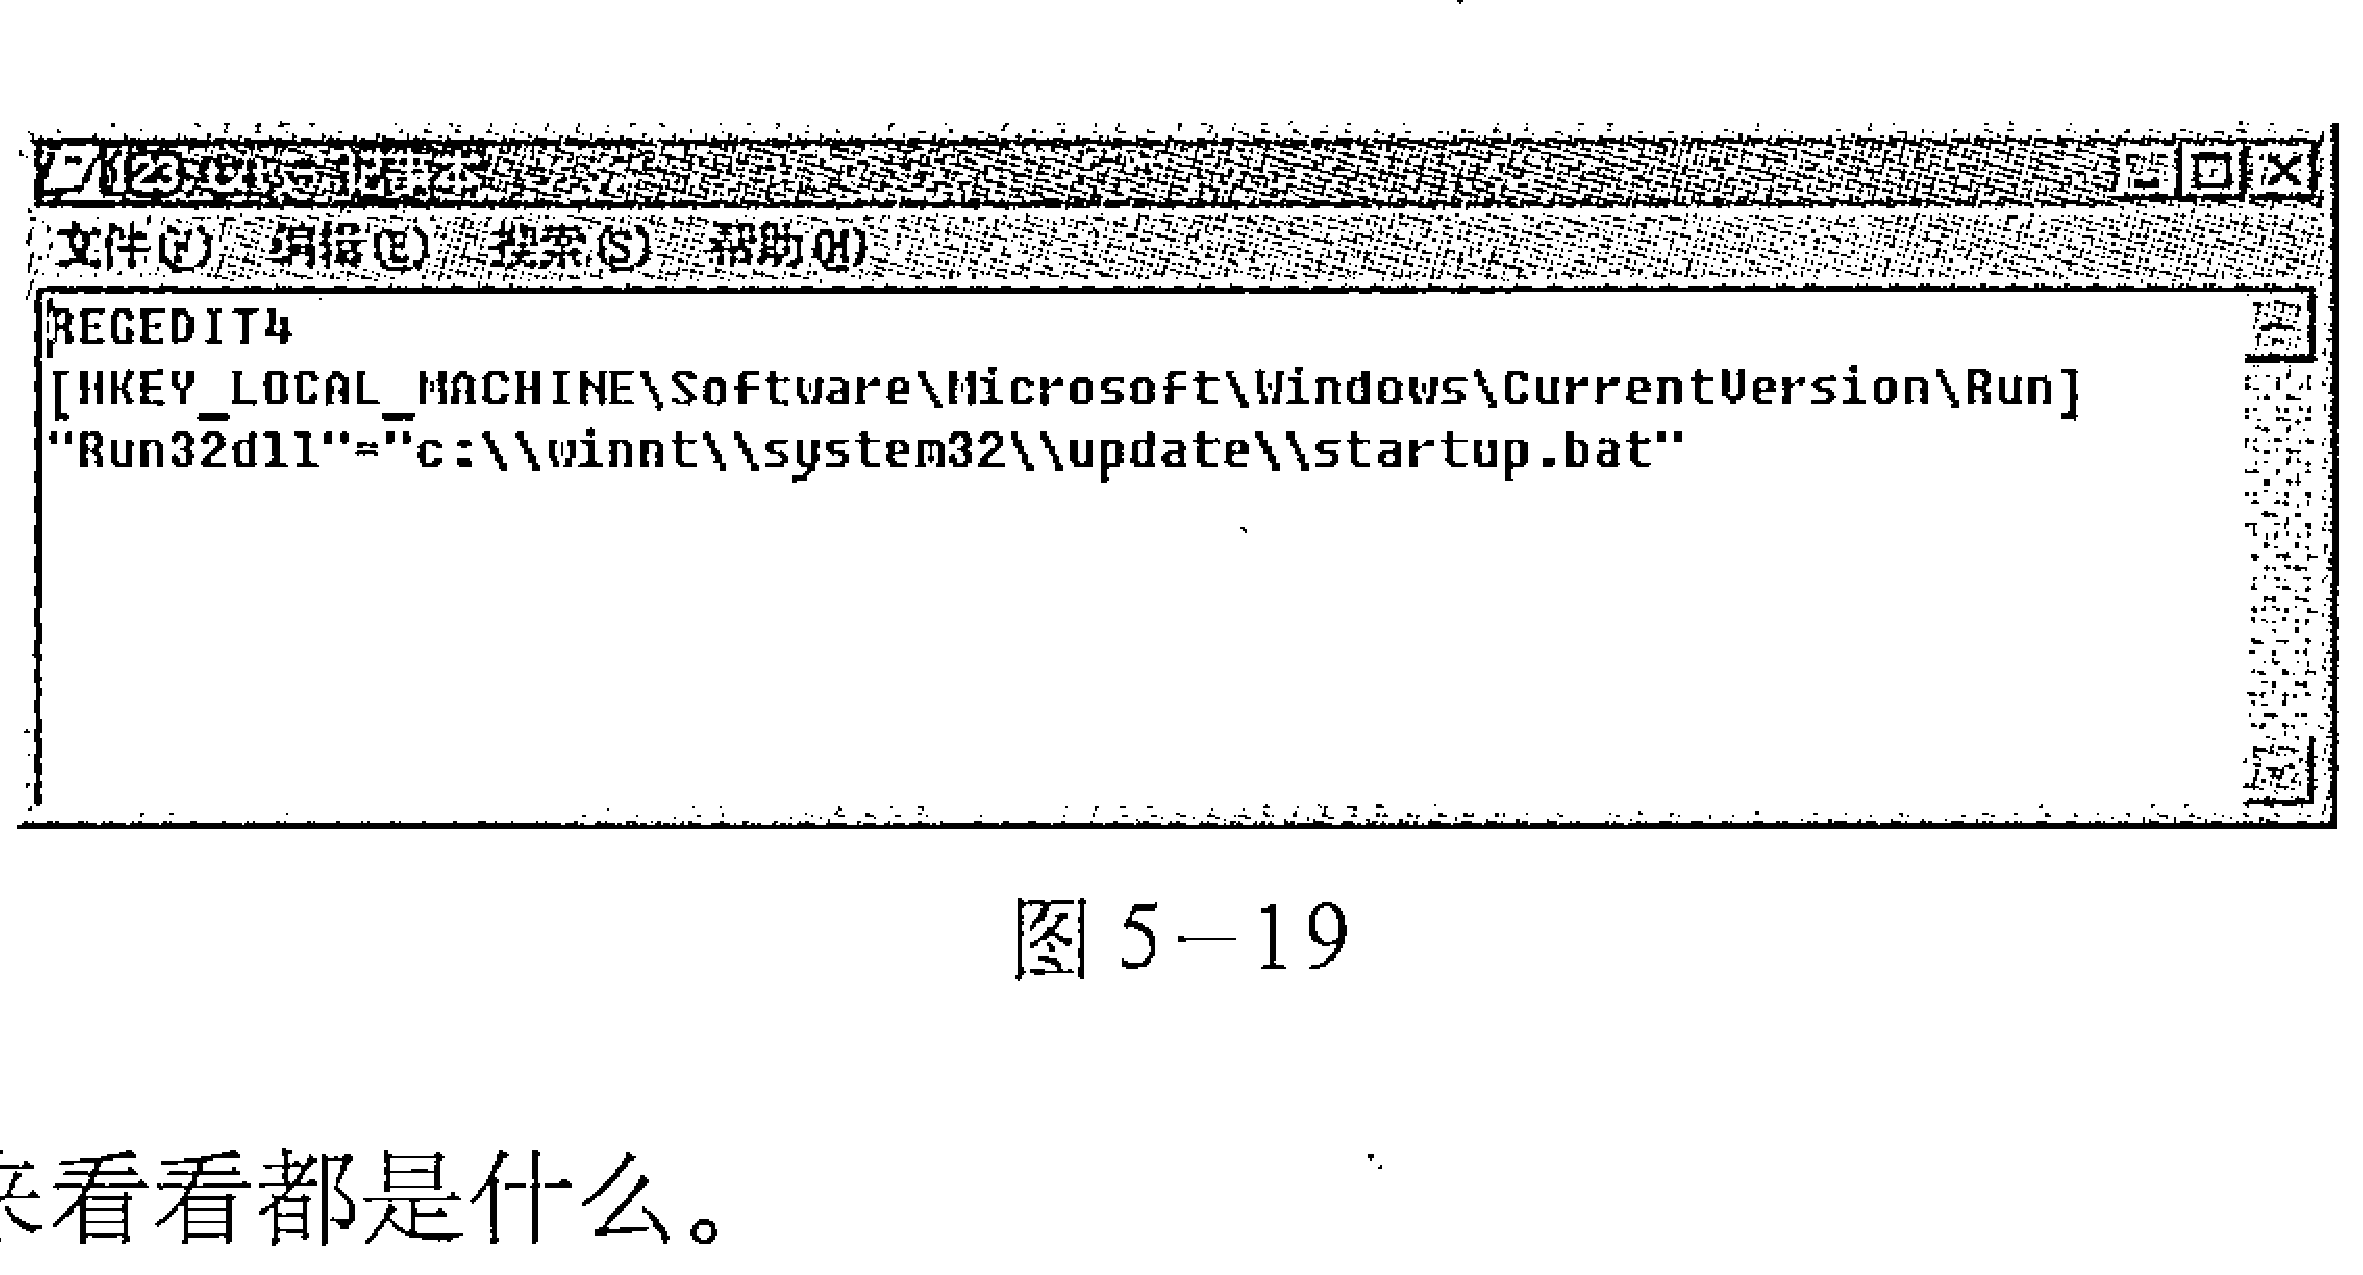 文件(F) 编辑(E) 搜索(S) 帮助(H)
REGEDIT4
[HKEY_LOCAL_MACHINE\Software\Microsoft\Windows\CurrentVersion\Run]
"Run32dll"="c:\\winnt\\system32\\update\\startup.bat"
图 5－19
来看看都是什么。